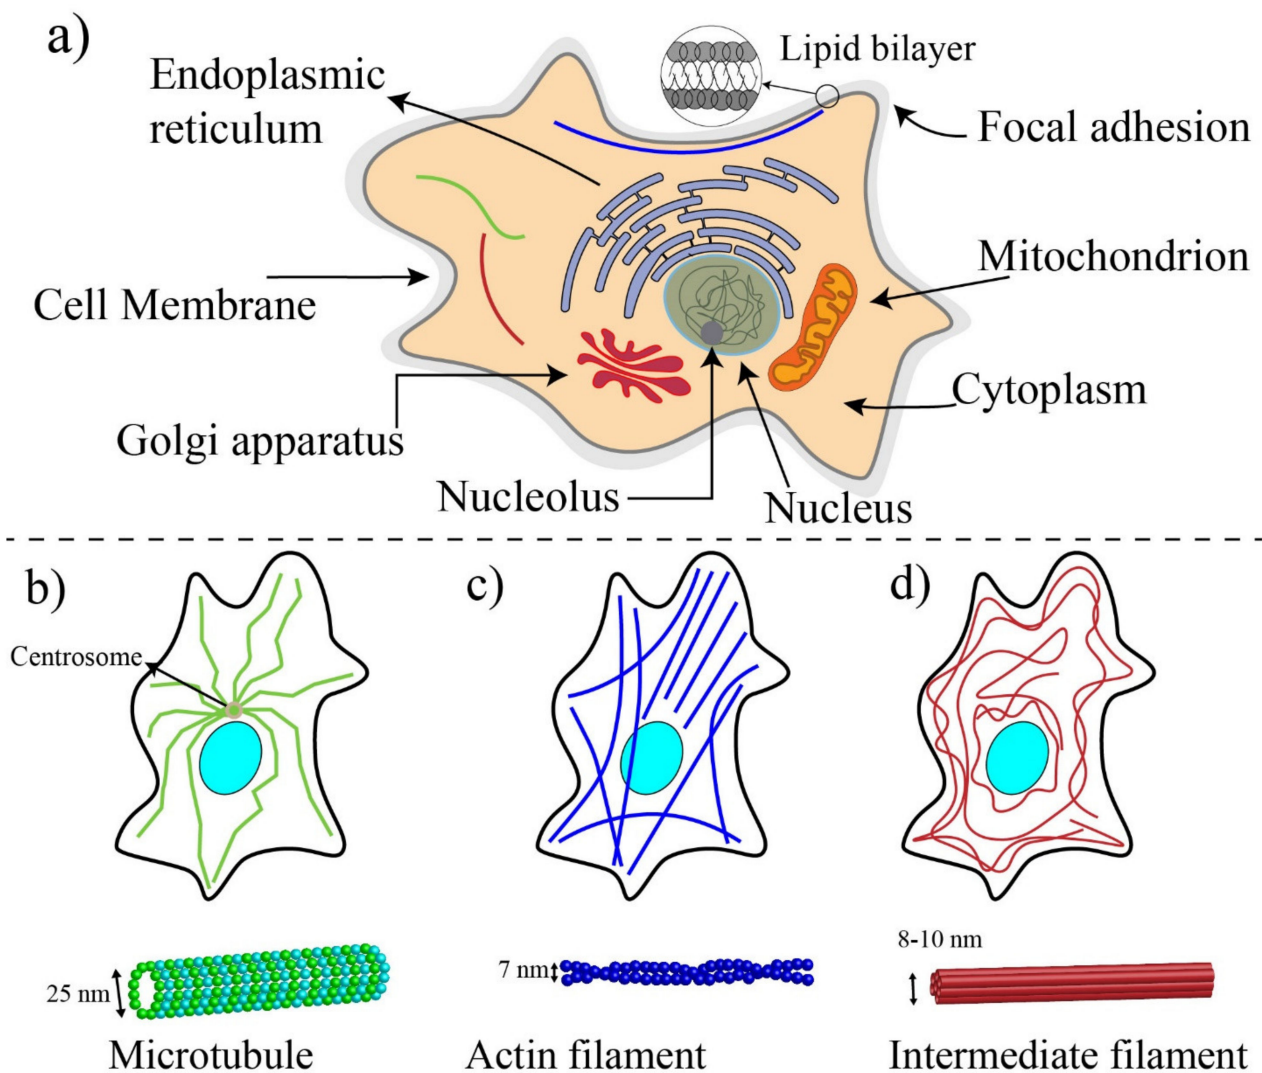 a)
Endoplasmic
reticulum
Lipid bilayer
Focal adhesion
Mitochondrion
Cell Membrane
Cytoplasm
Golgi apparatus
Nucleolus
Nucleus
b)
c)
d)
Centrosome
25 nm
7 nm
8-10 nm
Microtubule
Actin filament
Intermediate filament